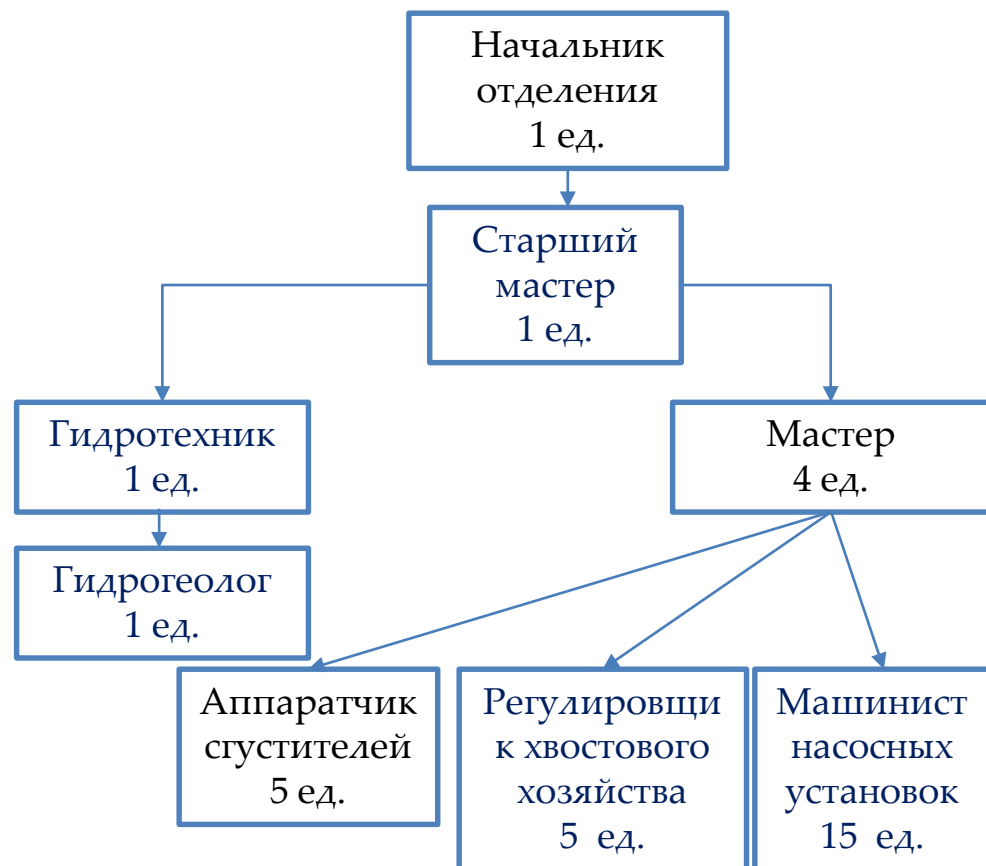 Начальник
отделения
1 ед.
Старший
мастер
1 ед.
Гидротехник
1 ед.
Мастер
4 ед.
Гидрогеолог
1 ед.
Аппаратчик
сгустителей
5 ед.
Регулировщи
к хвостового
хозяйства
5 ед.
Машинист
насосных
установок
15 ед.